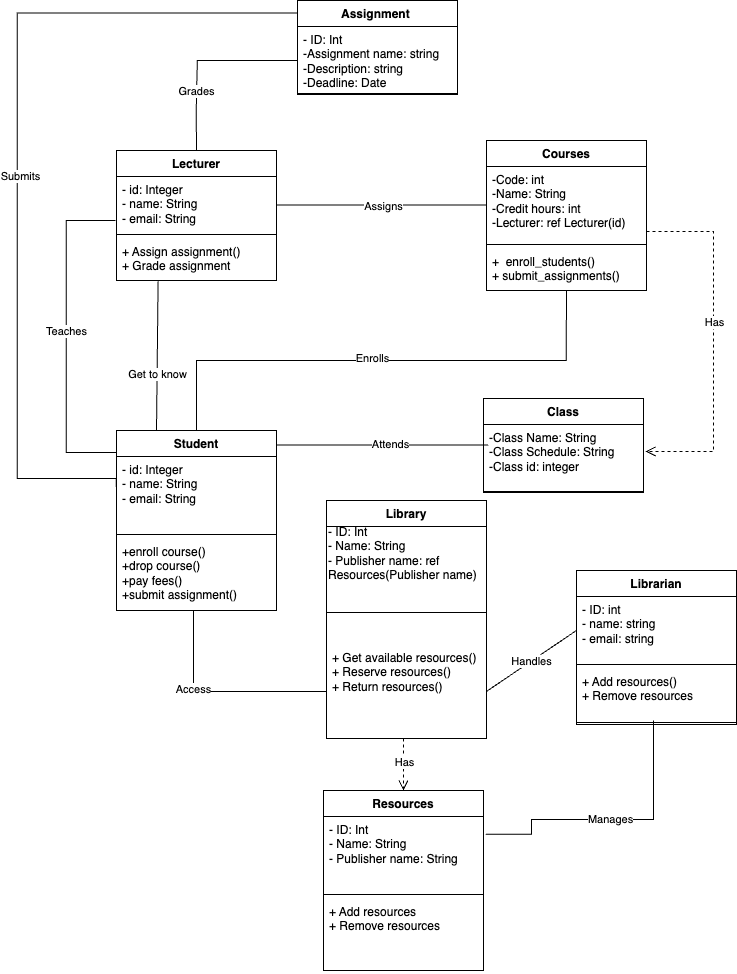 Assignment
- ID: Int
-Assignment name: string
-Description: string
-Deadline: Date
Grades
Submits
Lecturer
- id: Integer
- name: String
- email: String
+ Assign assignment()
+ Grade assignment
Assigns
Courses
-Code: int
-Name: String
-Credit hours: int
-Lecturer: ref Lecturer(id)
+  enroll_students()
+ submit_assignments()
Has
Teaches
Get to know
Enrolls
Student
- id: Integer
- name: String
- email: String
+enroll course()
+drop course()
+pay fees()
+submit assignment()
Attends
Class
-Class Name: String
-Class Schedule: String
-Class id: integer
Library
- ID: Int
- Name: String
- Publisher name: ref
Resources(Publisher name)
+ Get available resources()
+ Reserve resources()
+ Return resources()
Access
Handles
Librarian
- ID: int
- name: string
- email: string
+ Add resources()
+ Remove resources
Has
Manages
Resources
- ID: Int
- Name: String
- Publisher name: String
+ Add resources
+ Remove resources